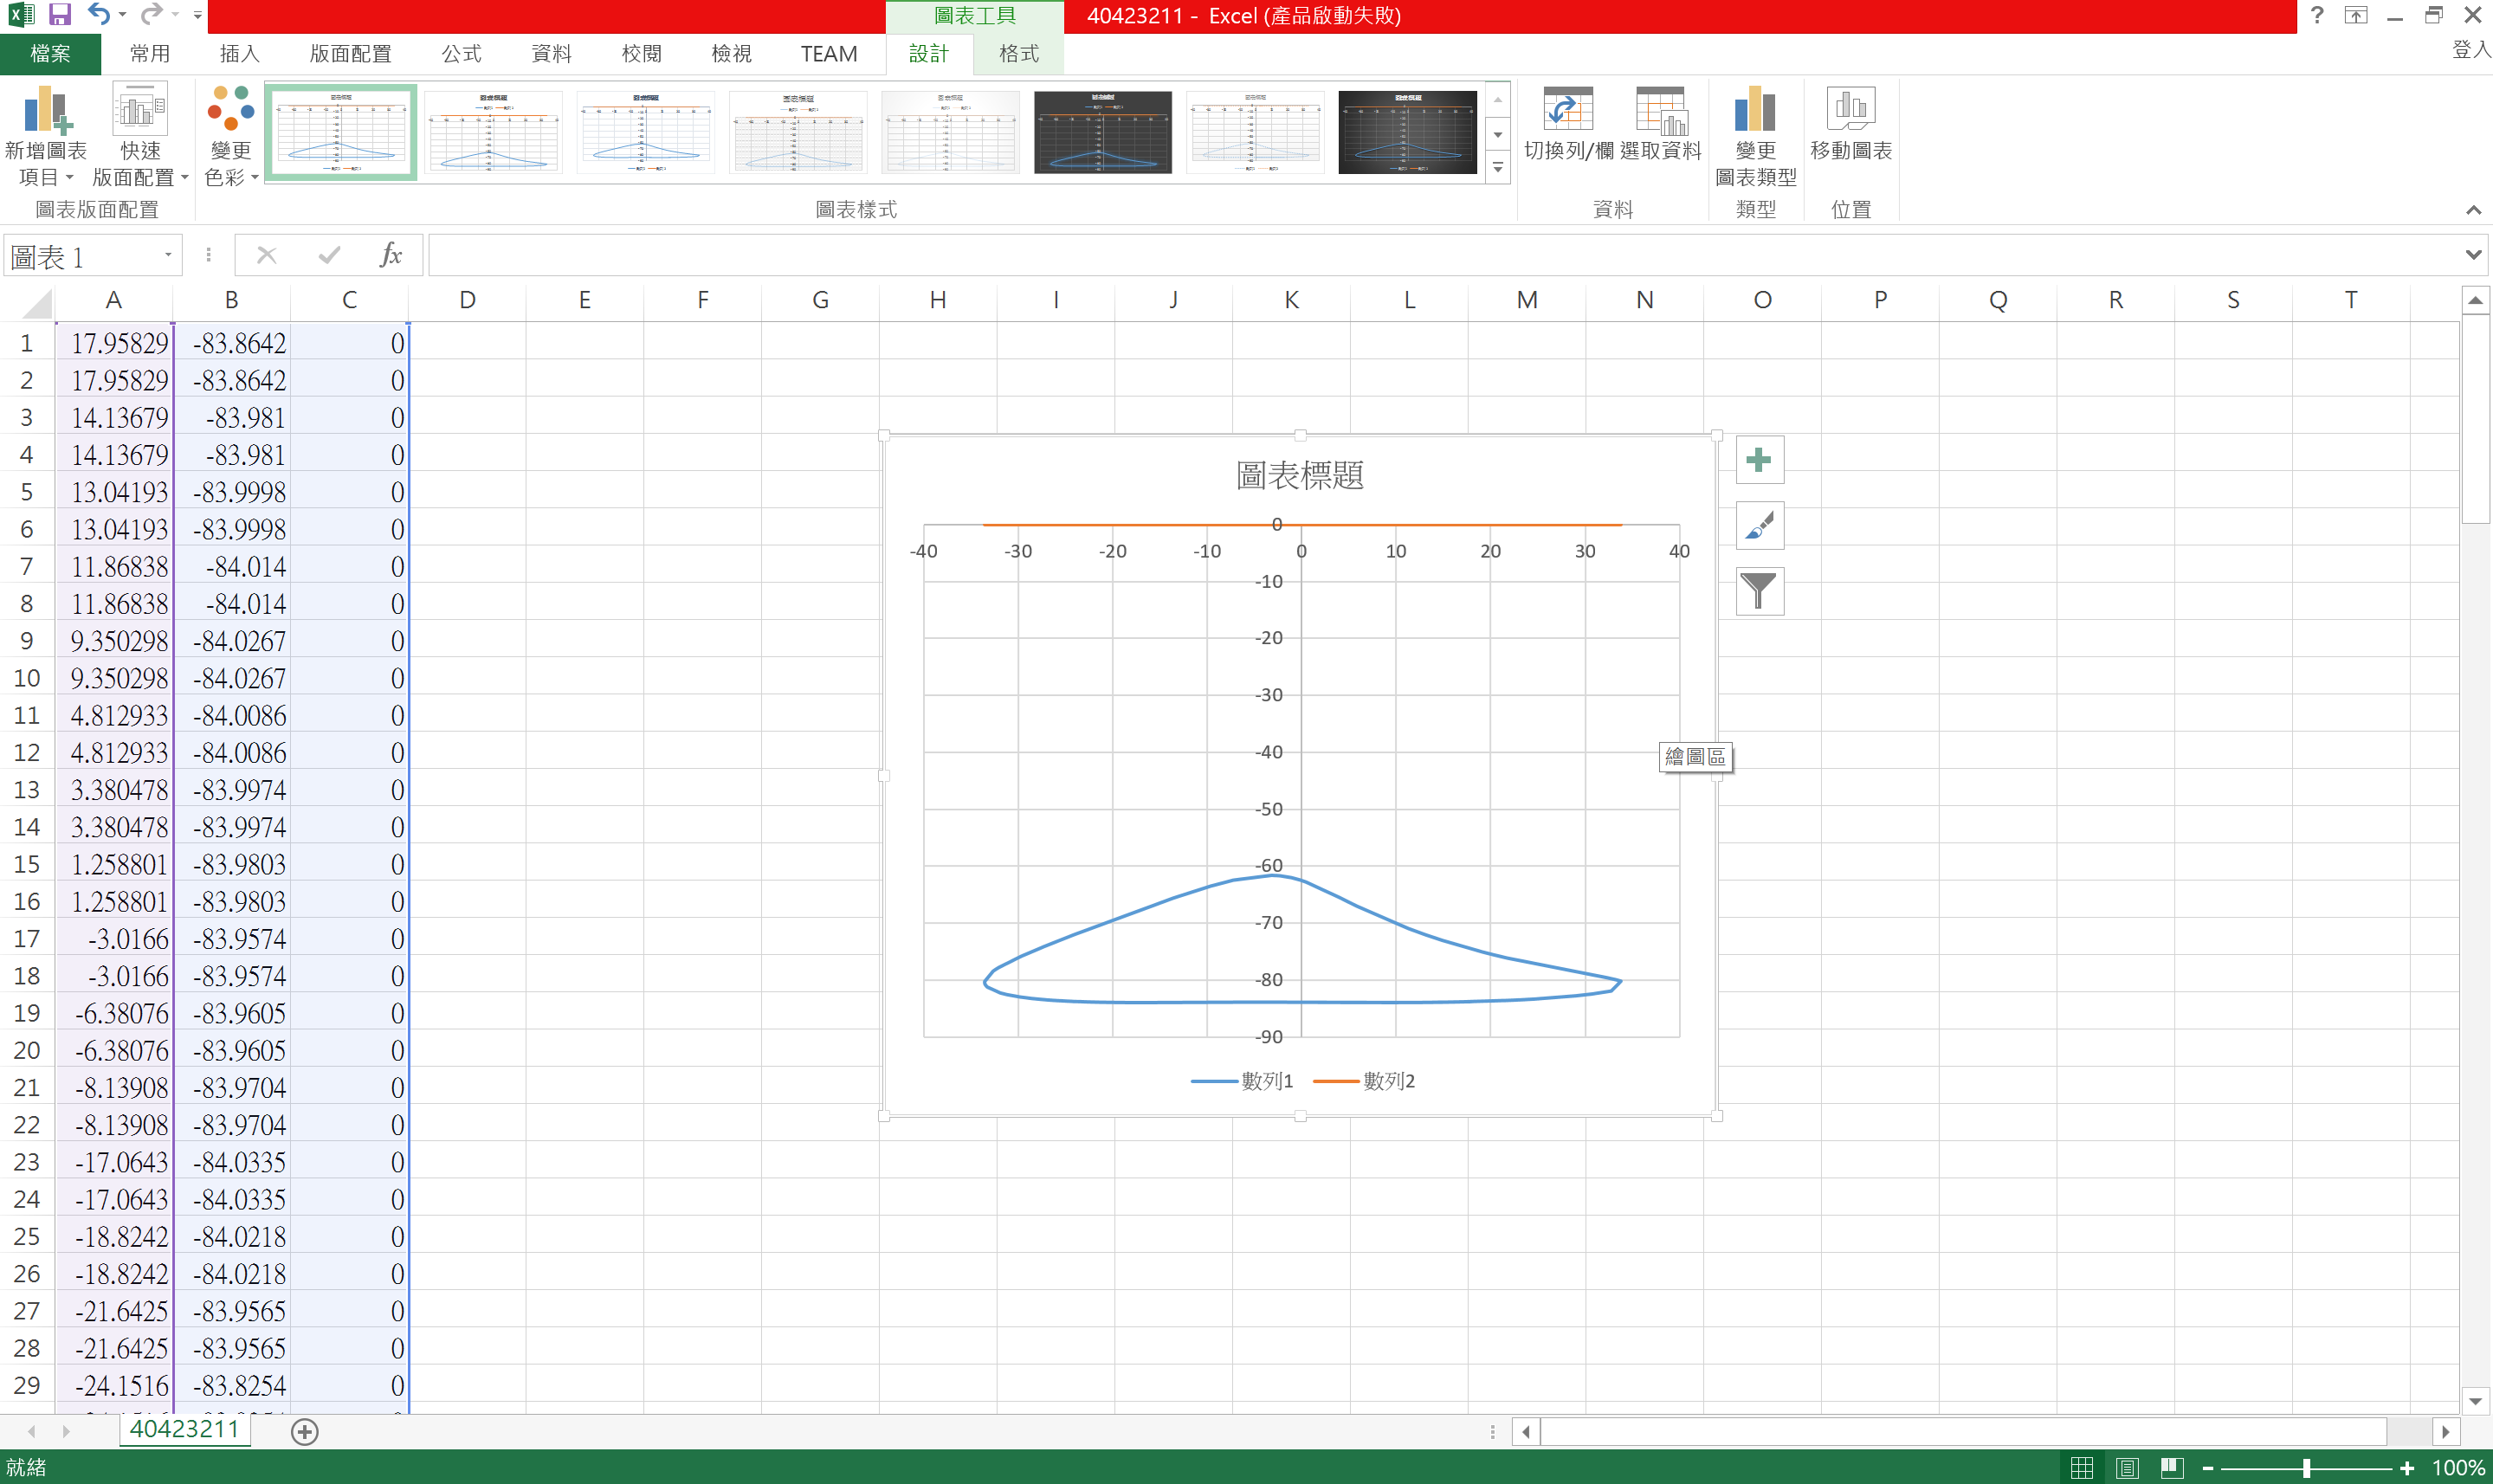 圖表工具
40423211 - Excel (產品啟動失敗)
?
檔案 常用 插入 版面配置 公式 資料 校閱 檢視 TEAM 設計 格式 登入
新增圖表項目
快速版面配置
變更色彩
切換列/欄
選取資料
變更圖表類型
移動圖表
圖表版面配置 圖表樣式 資料 類型 位置
圖表 1 fx
A B C D E F G H I J K L M N O P Q R S T
1 17.95829 -83.8642 0
2 17.95829 -83.8642 0
3 14.13679 -83.981 0
4 14.13679 -83.981 0
5 13.04193 -83.9998 0
6 13.04193 -83.9998 0
7 11.86838 -84.014 0
8 11.86838 -84.014 0
9 9.350298 -84.0267 0
10 9.350298 -84.0267 0
11 4.812933 -84.0086 0
12 4.812933 -84.0086 0
13 3.380478 -83.9974 0
14 3.380478 -83.9974 0
15 1.258801 -83.9803 0
16 1.258801 -83.9803 0
17 -3.0166 -83.9574 0
18 -3.0166 -83.9574 0
19 -6.38076 -83.9605 0
20 -6.38076 -83.9605 0
21 -8.13908 -83.9704 0
22 -8.13908 -83.9704 0
23 -17.0643 -84.0335 0
24 -17.0643 -84.0335 0
25 -18.8242 -84.0218 0
26 -18.8242 -84.0218 0
27 -21.6425 -83.9565 0
28 -21.6425 -83.9565 0
29 -24.1516 -83.8254 0
圖表標題
0
-40 -30 -20 -10 0 10 20 30 40
-10
-20
-30
-40
-50
-60
-70
-80
-90
繪圖區
數列1 數列2
40423211
就緒
100%